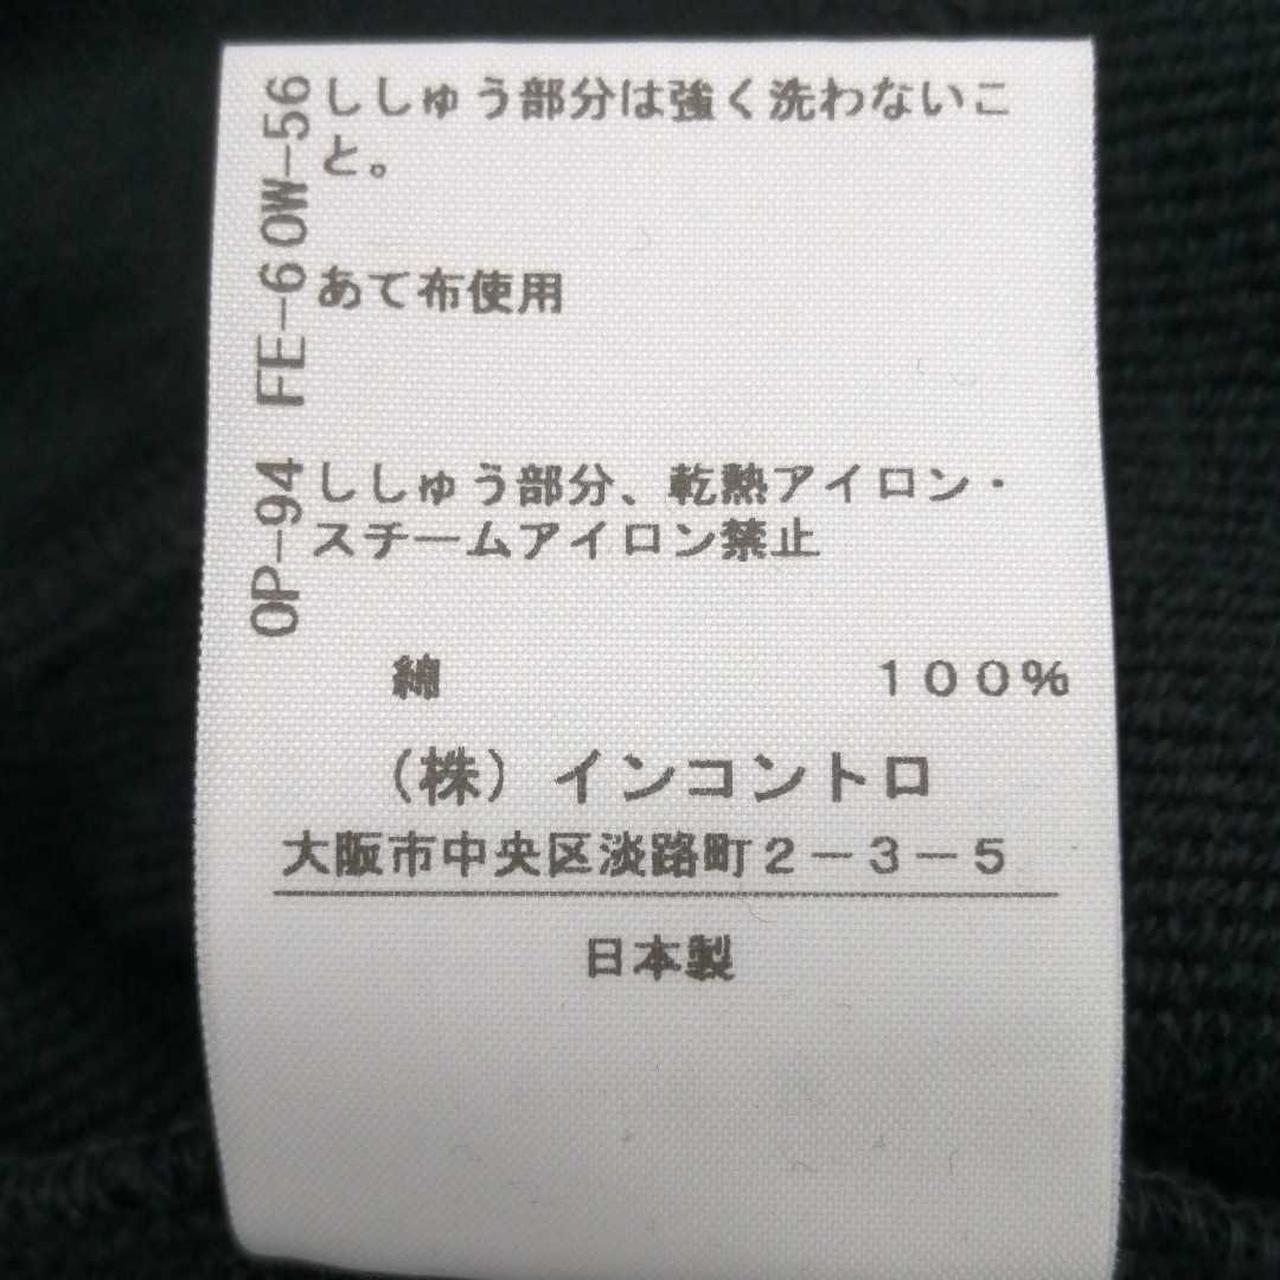 ししゅう部分は強く洗わないこ
と。
あて布使用
ししゅう部分、乾熱アイロン・
スチームアイロン禁止
綿 100%
(株)インコントロ
大阪市中央区淡路町2-3-5
日本製
OP-94 FE-60W-56